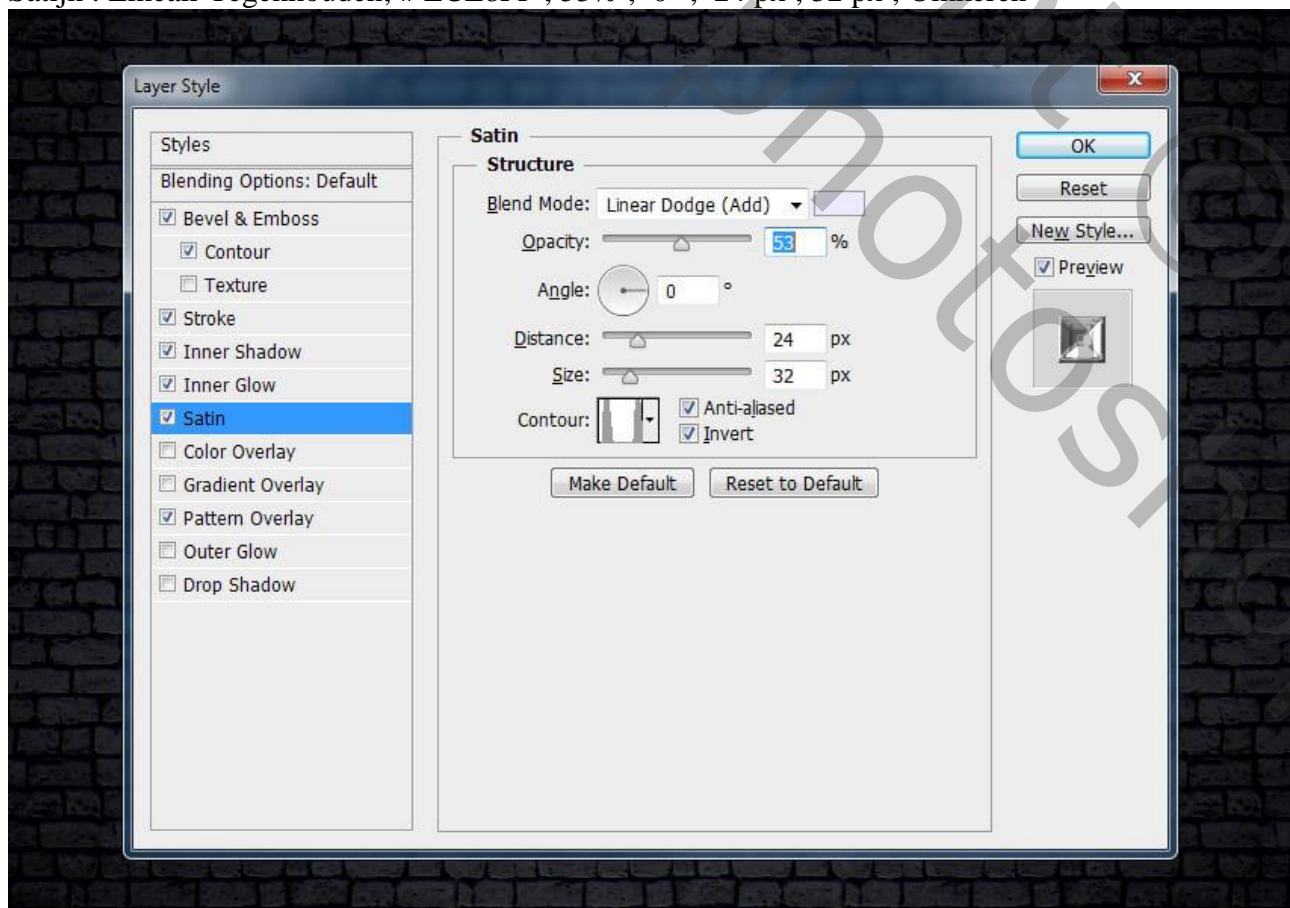 Layer Style
x
Styles
Blending Options: Default
Bevel & Emboss
Contour
Texture
Stroke
Inner Shadow
Inner Glow
Satin
Color Overlay
Gradient Overlay
Pattern Overlay
Outer Glow
Drop Shadow
Satin
Structure
Blend Mode: Linear Dodge (Add)
Opacity: 53 %
Angle: 0 °
Distance: 24 px
Size: 32 px
Contour: Anti-aliased
Invert
Make Default Reset to Default
OK
Reset
New Style...
Preview